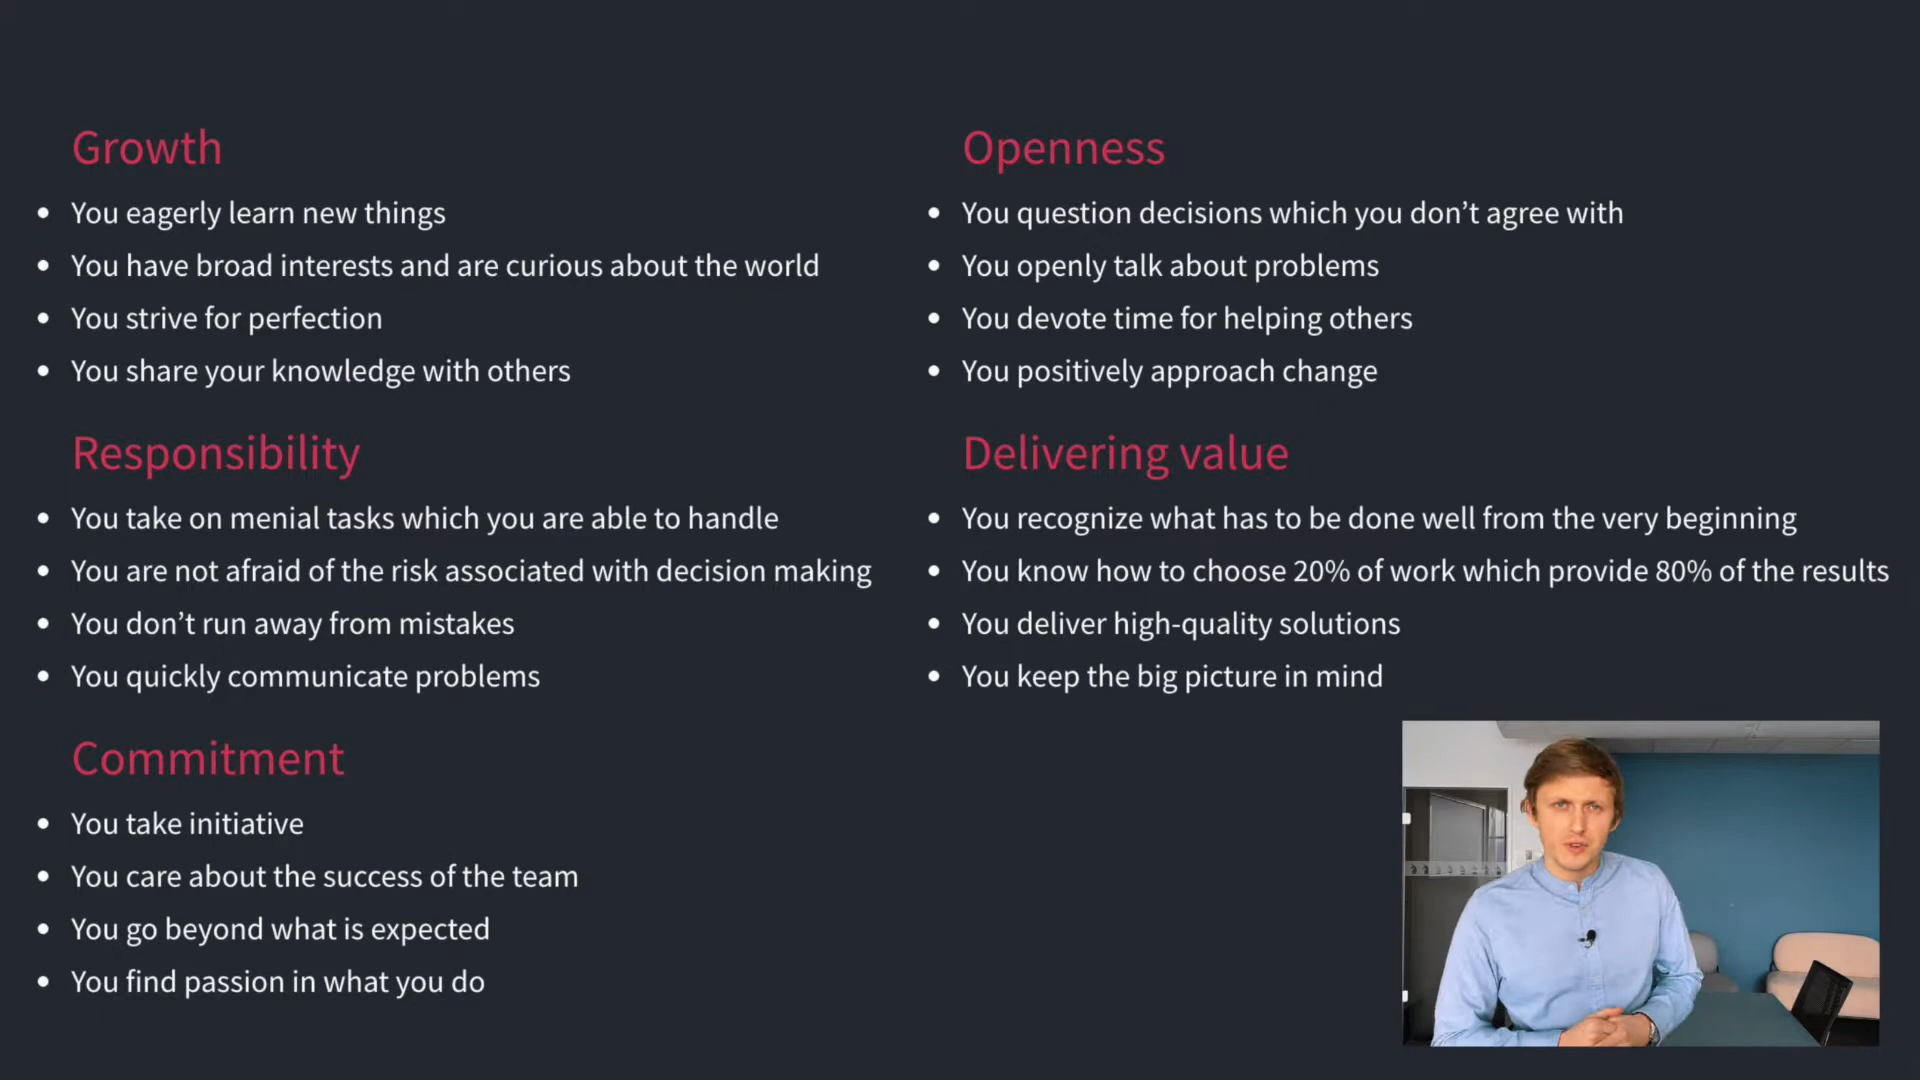 Growth
You eagerly learn new things
You have broad interests and are curious about the world
You strive for perfection
You share your knowledge with others
Responsibility
You take on menial tasks which you are able to handle
You are not afraid of the risk associated with decision making
You don’t run away from mistakes
You quickly communicate problems
Commitment
You take initiative
You care about the success of the team
You go beyond what is expected
You find passion in what you do
Openness
You question decisions which you don’t agree with
You openly talk about problems
You devote time for helping others
You positively approach change
Delivering value
You recognize what has to be done well from the very beginning
You know how to choose 20% of work which provide 80% of the results
You deliver high-quality solutions
You keep the big picture in mind